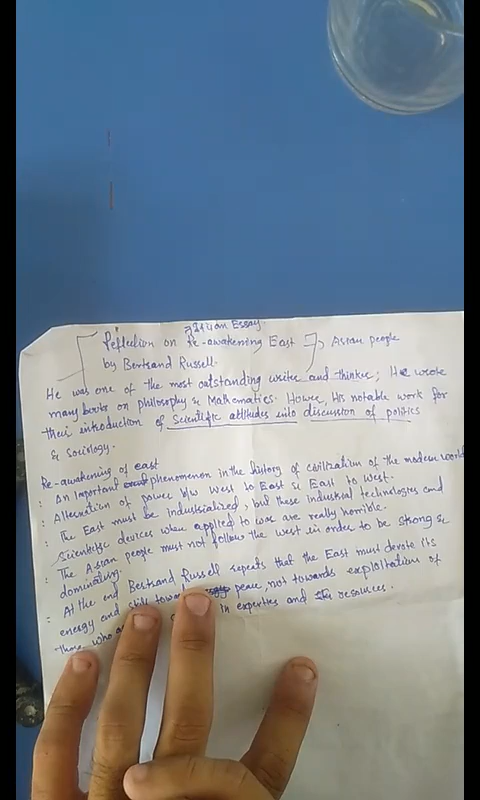 Essay
Reflection on Re-awakening East } Asian people
by Bertrand Russell.
He was one of the most outstanding writer and thinker; He wrote
many books on philosophy & Mathematics. Howev, His notable work for
their introduction of Scientific attitudes into discussion of politics
& sociology.
Re-awakening of east
: An important phenomenon in the history of civilization of the modern world
: Alternation of power b/w West to East & East to West.
: The East must be industrialized, but these industrial technologies and
Scientific devices when applied to war are really horrible.
: The Asian people must not follow the west in order to be strong &
dominating.
: At the end Bertrand Russell repeats that the East must devote its
energy and skill towards peace, not towards exploitation of
those who in experties and resources.